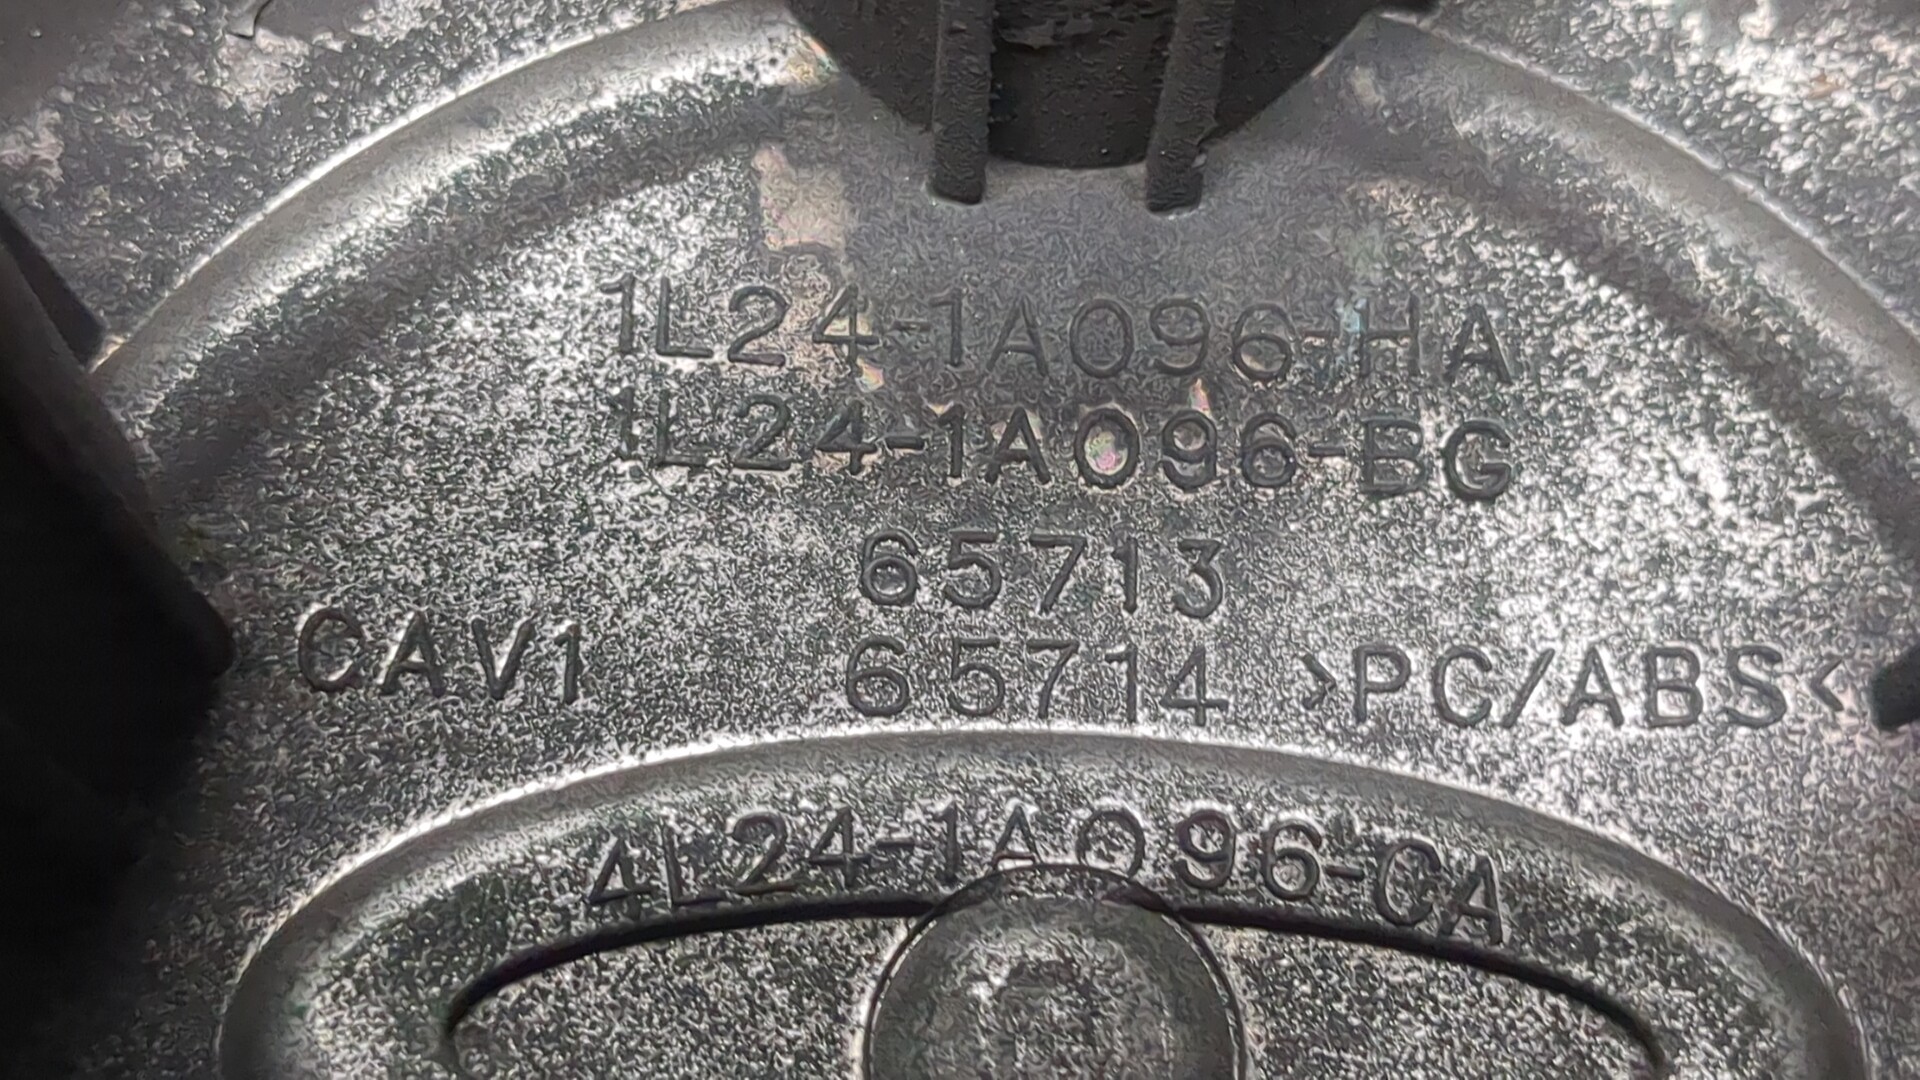 1L24-1A096-HA
1L24-1A096-BG
65713
CAV1 65714 >PC/ABS<
4L24-1A096-CA